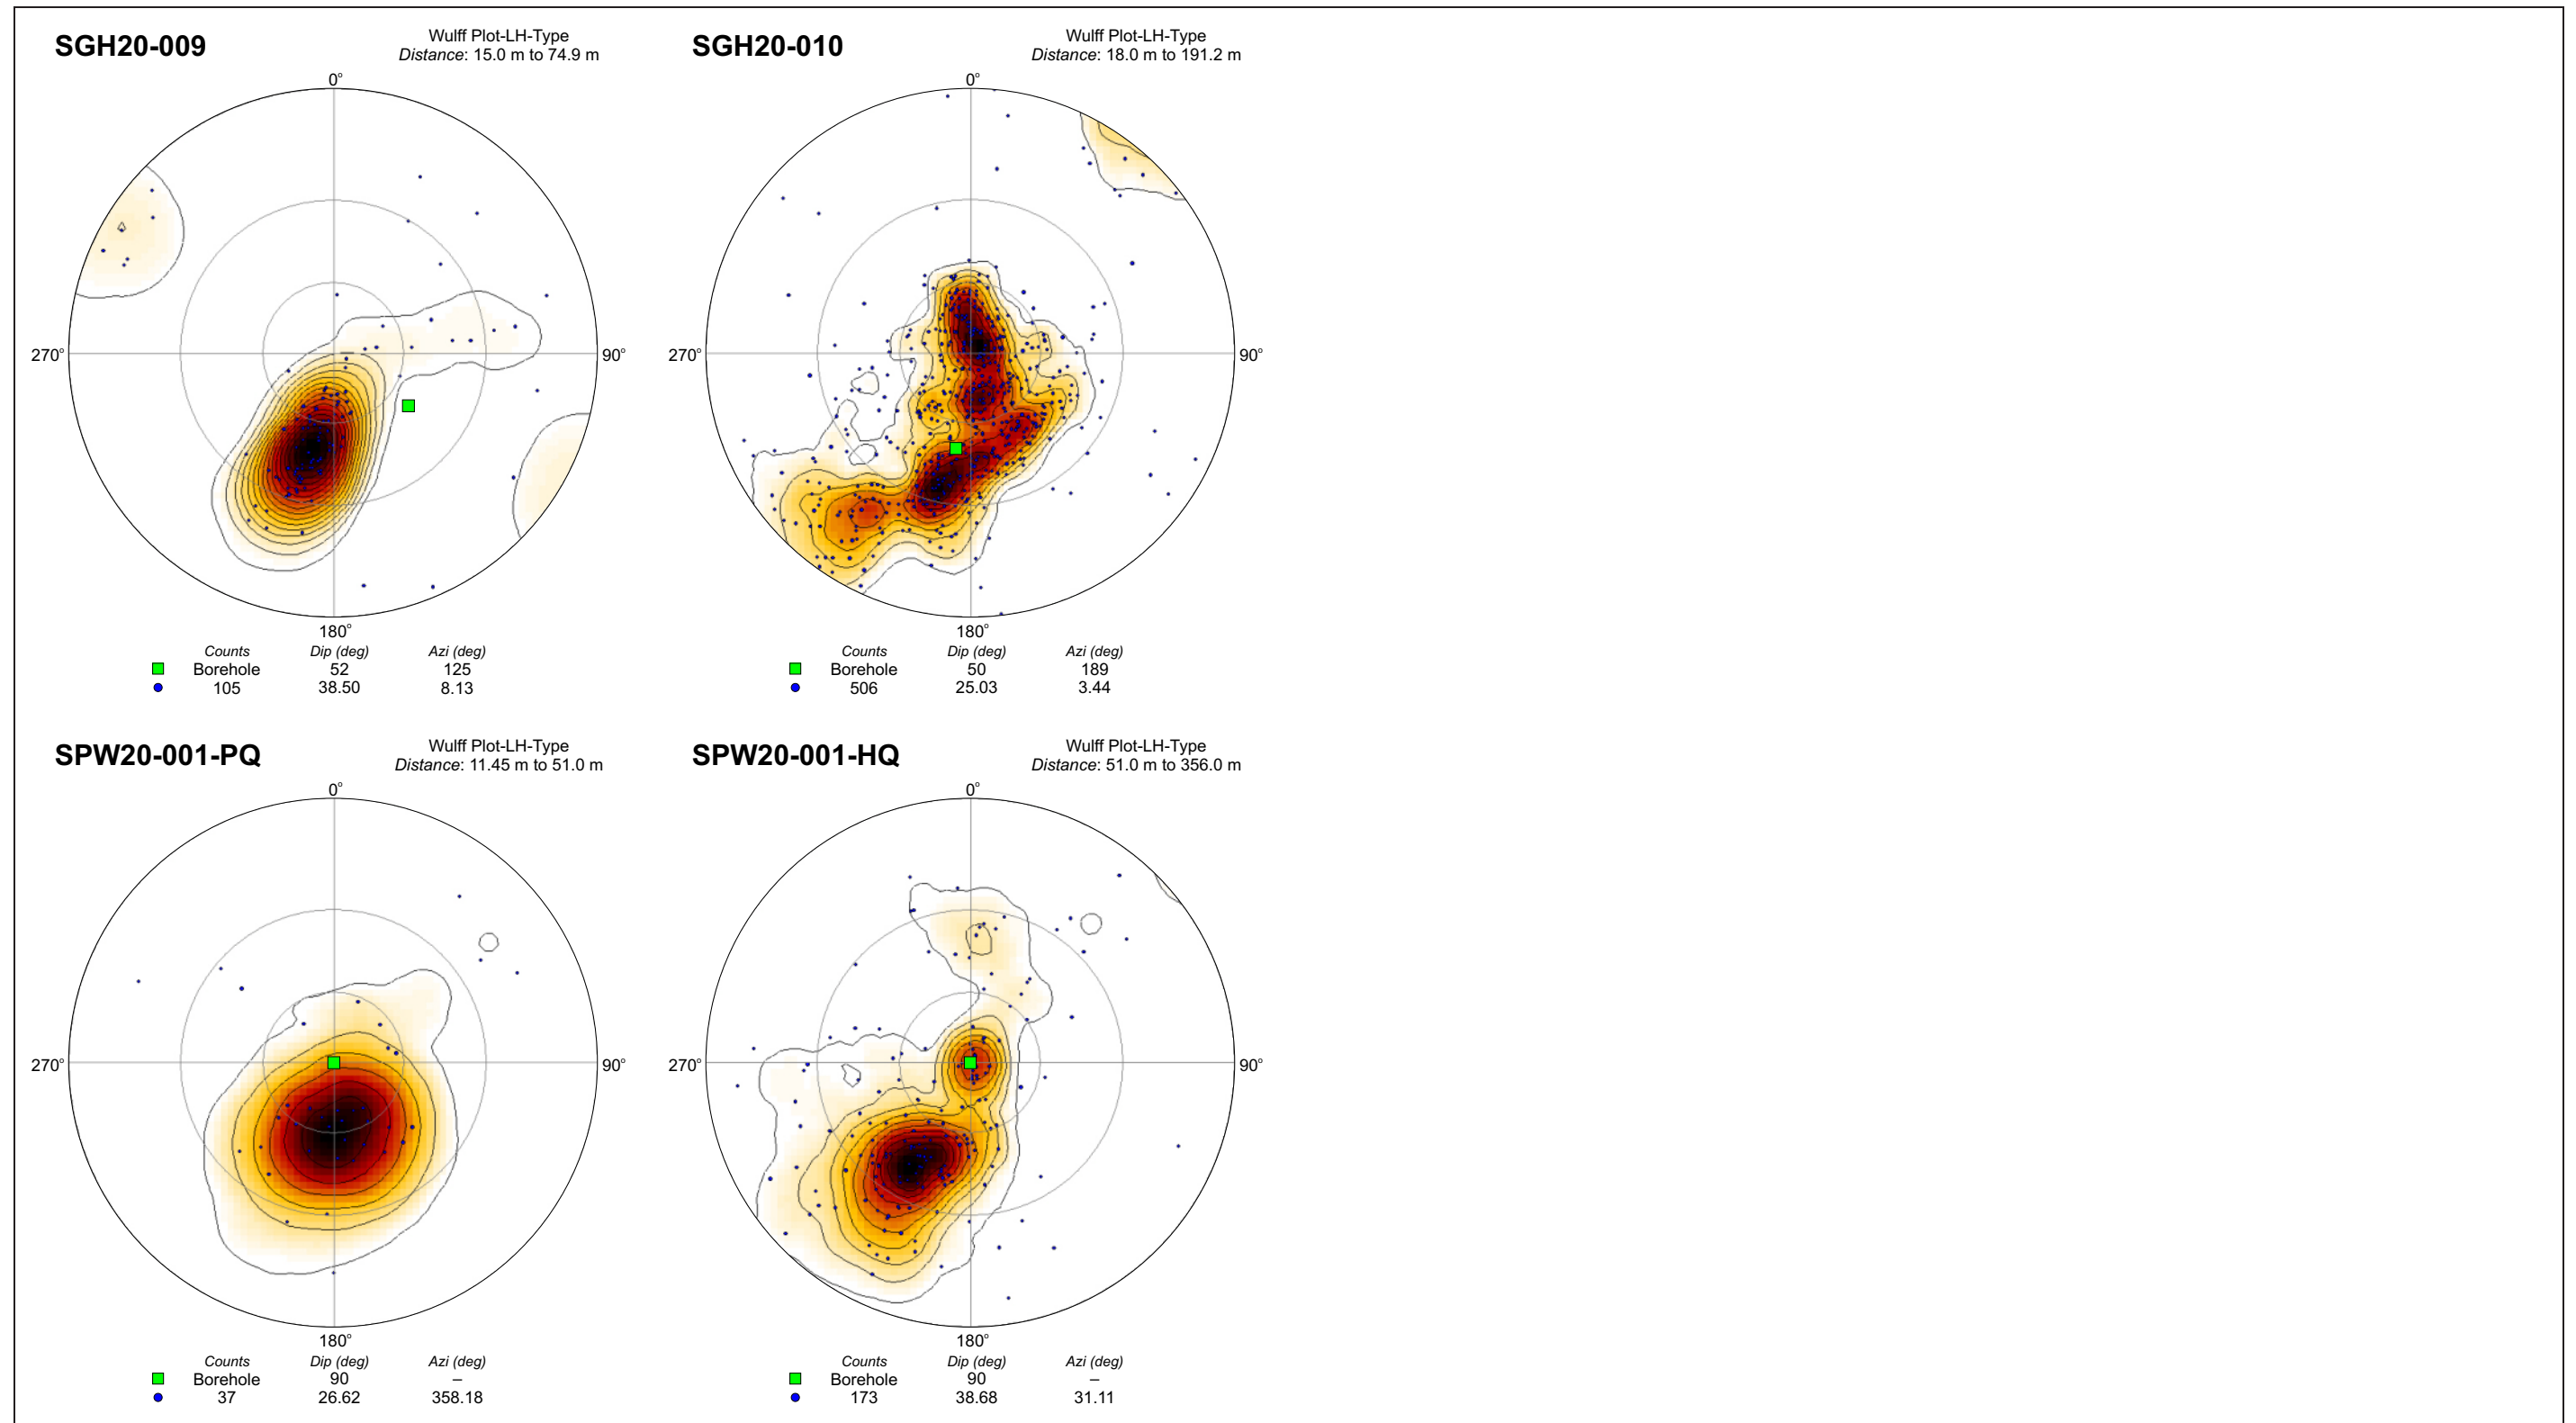 SGH20-009
Wulff Plot-LH-Type
Distance: 15.0 m to 74.9 m
0°
270°
90°
180°
Counts Dip (deg) Azi (deg)
Borehole 52 125
105 38.50 8.13
SGH20-010
Wulff Plot-LH-Type
Distance: 18.0 m to 191.2 m
0°
270°
90°
180°
Counts Dip (deg) Azi (deg)
Borehole 50 189
506 25.03 3.44
SPW20-001-PQ
Wulff Plot-LH-Type
Distance: 11.45 m to 51.0 m
0°
270°
90°
180°
Counts Dip (deg) Azi (deg)
Borehole 90 –
37 26.62 358.18
SPW20-001-HQ
Wulff Plot-LH-Type
Distance: 51.0 m to 356.0 m
0°
270°
90°
180°
Counts Dip (deg) Azi (deg)
Borehole 90 –
173 38.68 31.11